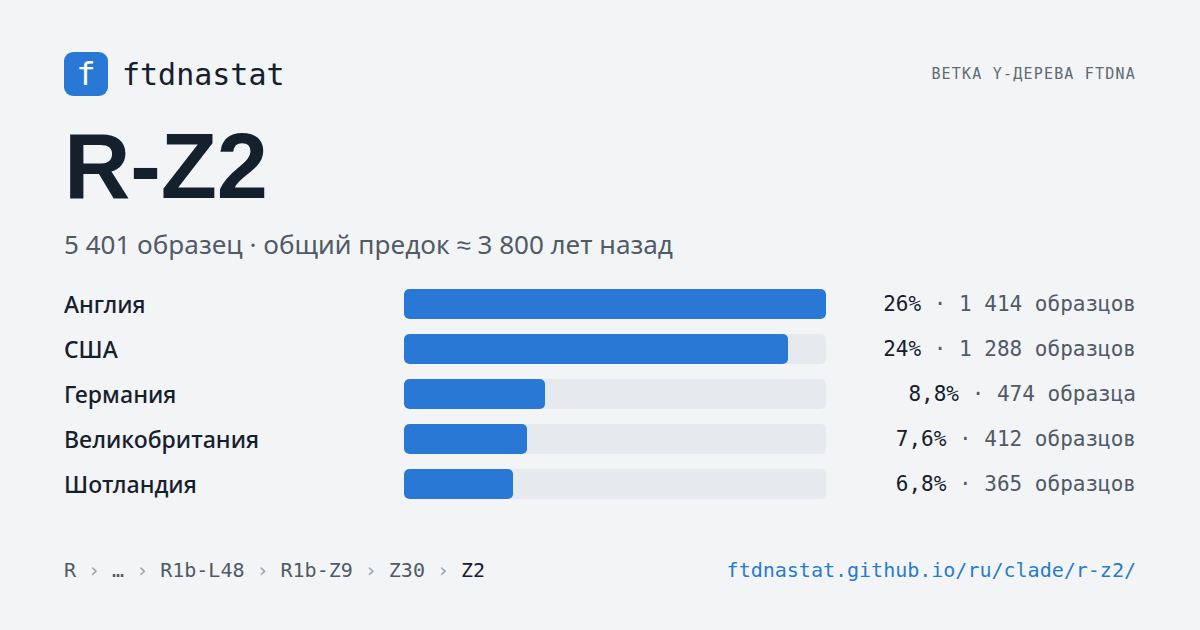 f ftdnastat
ВЕТКА Y-ДЕРЕВА FTDNA
R-Z2
5 401 образец · общий предок ≈ 3 800 лет назад
Англия 26% · 1 414 образцов
США 24% · 1 288 образцов
Германия 8,8% · 474 образца
Великобритания 7,6% · 412 образцов
Шотландия 6,8% · 365 образцов
R › … › R1b-L48 › R1b-Z9 › Z30 › Z2
ftdnastat.github.io/ru/clade/r-z2/